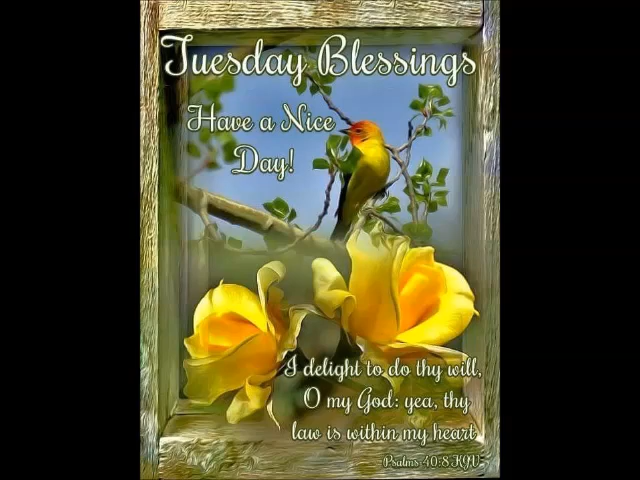 Tuesday Blessings
Have a Nice
Day!
I delight to do thy will,
O my God: yea, thy
law is within my heart
Psalms 40:8 KJV